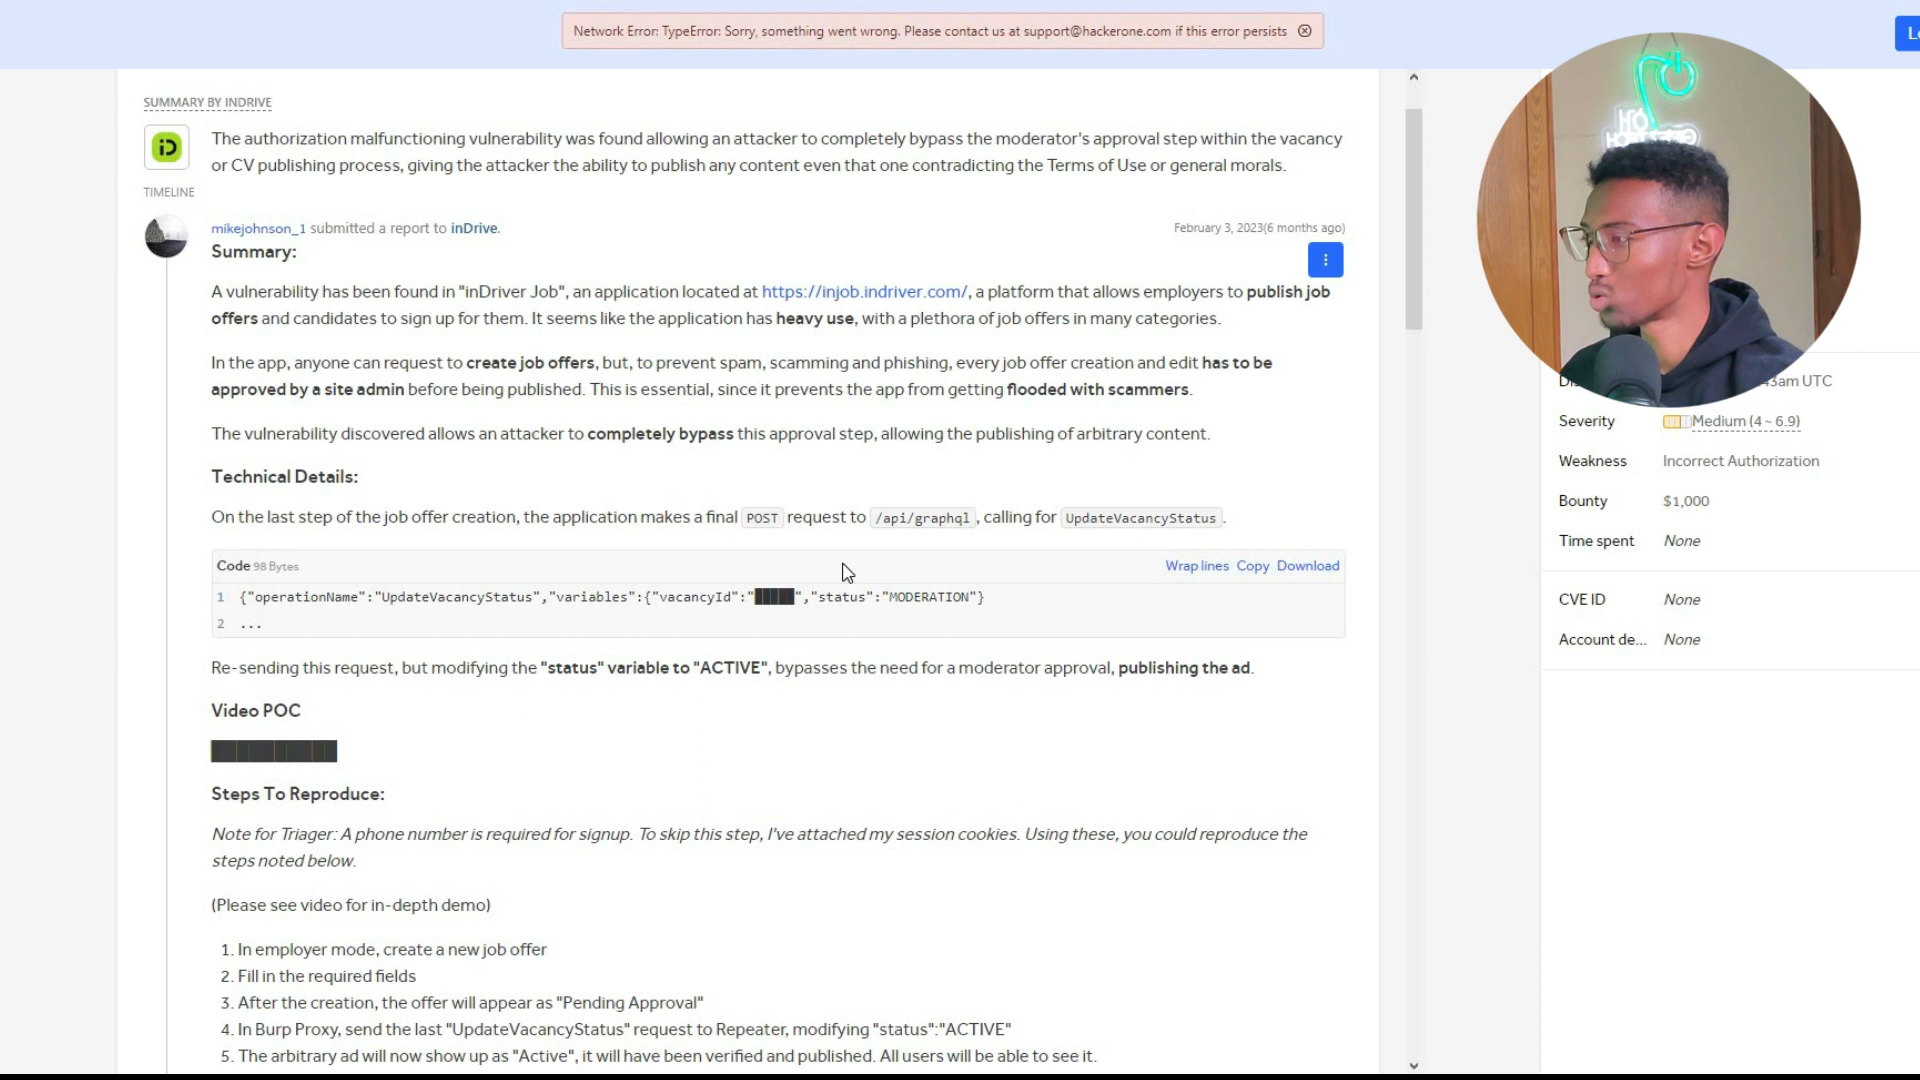 Network Error: TypeError: Sorry, something went wrong. Please contact us at support@hackerone.com if this error persists
SUMMARY BY INDRIVE
iD
The authorization malfunctioning vulnerability was found allowing an attacker to completely bypass the moderator's approval step within the vacancy
or CV publishing process, giving the attacker the ability to publish any content even that one contradicting the Terms of Use or general morals.
TIMELINE
mikejohnson_1 submitted a report to inDrive.
February 3, 2023(6 months ago)
Summary:
A vulnerability has been found in "inDriver Job", an application located at https://injob.indriver.com/, a platform that allows employers to publish job
offers and candidates to sign up for them. It seems like the application has heavy use, with a plethora of job offers in many categories.
In the app, anyone can request to create job offers, but, to prevent spam, scamming and phishing, every job offer creation and edit has to be
approved by a site admin before being published. This is essential, since it prevents the app from getting flooded with scammers.
The vulnerability discovered allows an attacker to completely bypass this approval step, allowing the publishing of arbitrary content.
Technical Details:
On the last step of the job offer creation, the application makes a final POST request to /api/graphql, calling for UpdateVacancyStatus.
Code 98 Bytes
Wrap lines Copy Download
1 {"operationName":"UpdateVacancyStatus","variables":{"vacancyId":"█████","status":"MODERATION"}
2 ...
Re-sending this request, but modifying the "status" variable to "ACTIVE", bypasses the need for a moderator approval, publishing the ad.
Video POC
Steps To Reproduce:
Note for Triager: A phone number is required for signup. To skip this step, I've attached my session cookies. Using these, you could reproduce the
steps noted below.
(Please see video for in-depth demo)
1. In employer mode, create a new job offer
2. Fill in the required fields
3. After the creation, the offer will appear as "Pending Approval"
4. In Burp Proxy, send the last "UpdateVacancyStatus" request to Repeater, modifying "status":"ACTIVE"
5. The arbitrary ad will now show up as "Active", it will have been verified and published. All users will be able to see it.
3am UTC
Severity Medium (4 ~ 6.9)
Weakness Incorrect Authorization
Bounty $1,000
Time spent None
CVE ID None
Account de... None